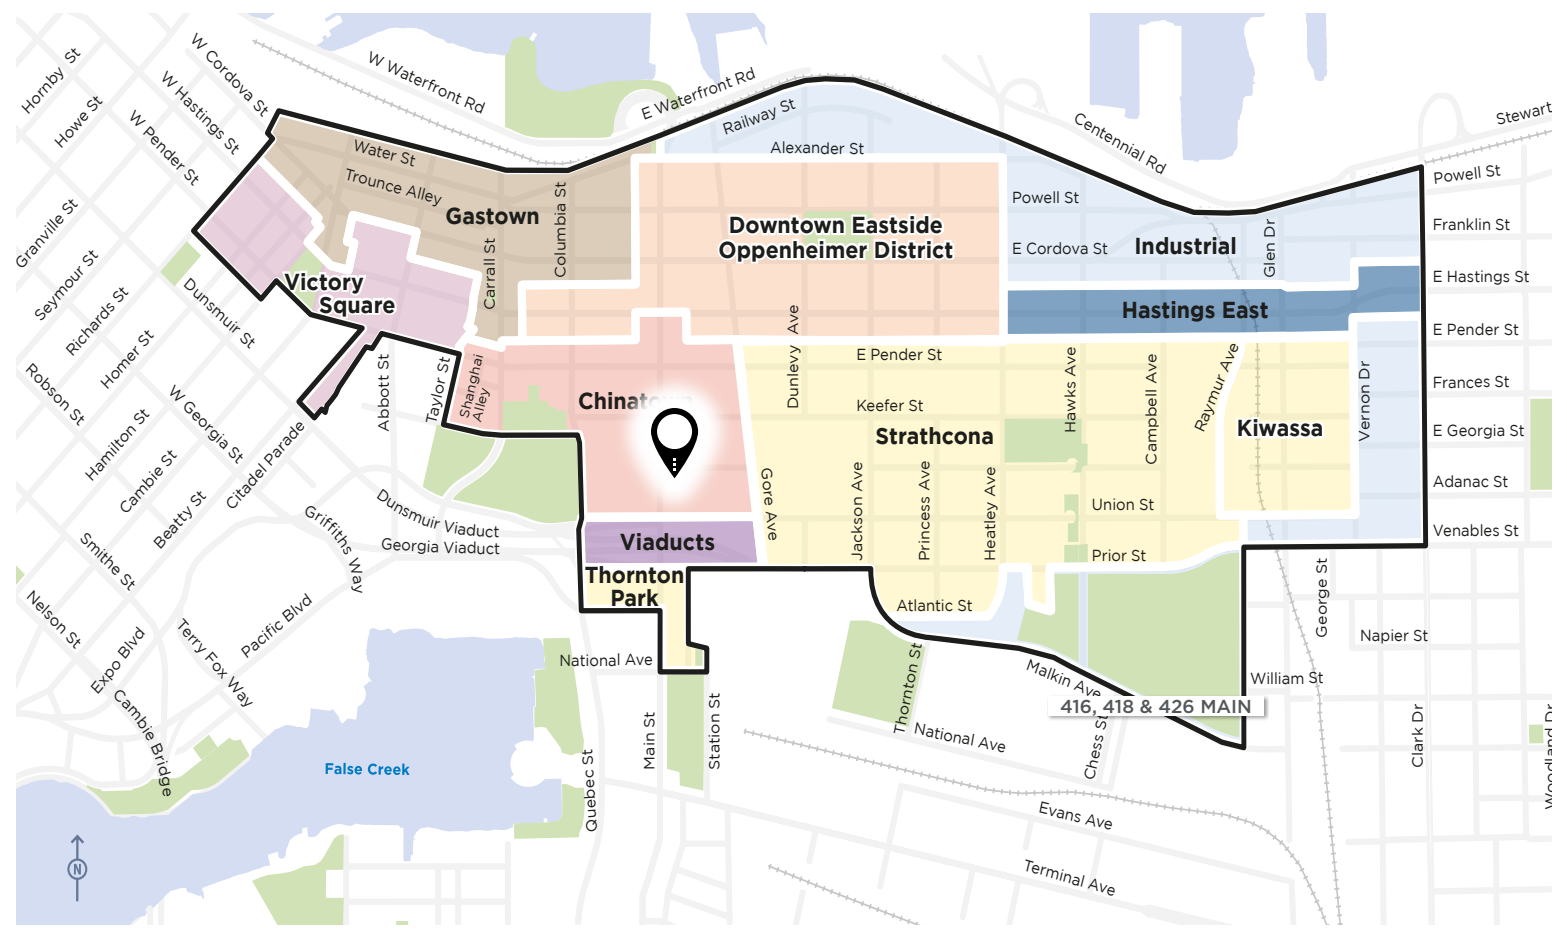 Hornby St
Howe St
W Cordova St
W Hastings St
W Pender St
W Waterfront Rd
E Waterfront Rd
Railway St
Alexander St
Centennial Rd
Stewart
Powell St
Water St
Trounce Alley
Gastown
Columbia St
Carrall St
Downtown Eastside
Oppenheimer District
Powell St
E Cordova St
Industrial
Glen Dr
Franklin St
E Hastings St
Hastings East
E Pender St
Granville St
Seymour St
Richards St
Homer St
Dunsmuir St
Victory
Square
Robson St
W Georgia St
Hamilton St
Cambie St
Beatty St
Citadel Parade
Abbott St
Taylor St
Shanghai
Alley
Dunlevy Ave
E Pender St
Keefer St
Strathcona
Hawks Ave
Campbell Ave
Raymur Ave
Kiwassa
Vernon Dr
Frances St
E Georgia St
Adanac St
Venables St
Gore Ave
Jackson Ave
Princess Ave
Heatley Ave
Union St
Prior St
Dunsmuir Viaduct
Georgia Viaduct
Griffiths Way
Viaducts
Thornton
Park
Smithe St
Nelson St
Expo Blvd
Terry Fox Way
Pacific Blvd
Cambie Bridge
National Ave
Atlantic St
Thornton St
Malkin Ave
416, 418 & 426 MAIN
William St
George St
Napier St
National Ave
Chess St
Main St
Station St
Quebec St
False Creek
Clark Dr
Woodland Dr
Evans Ave
Terminal Ave
N